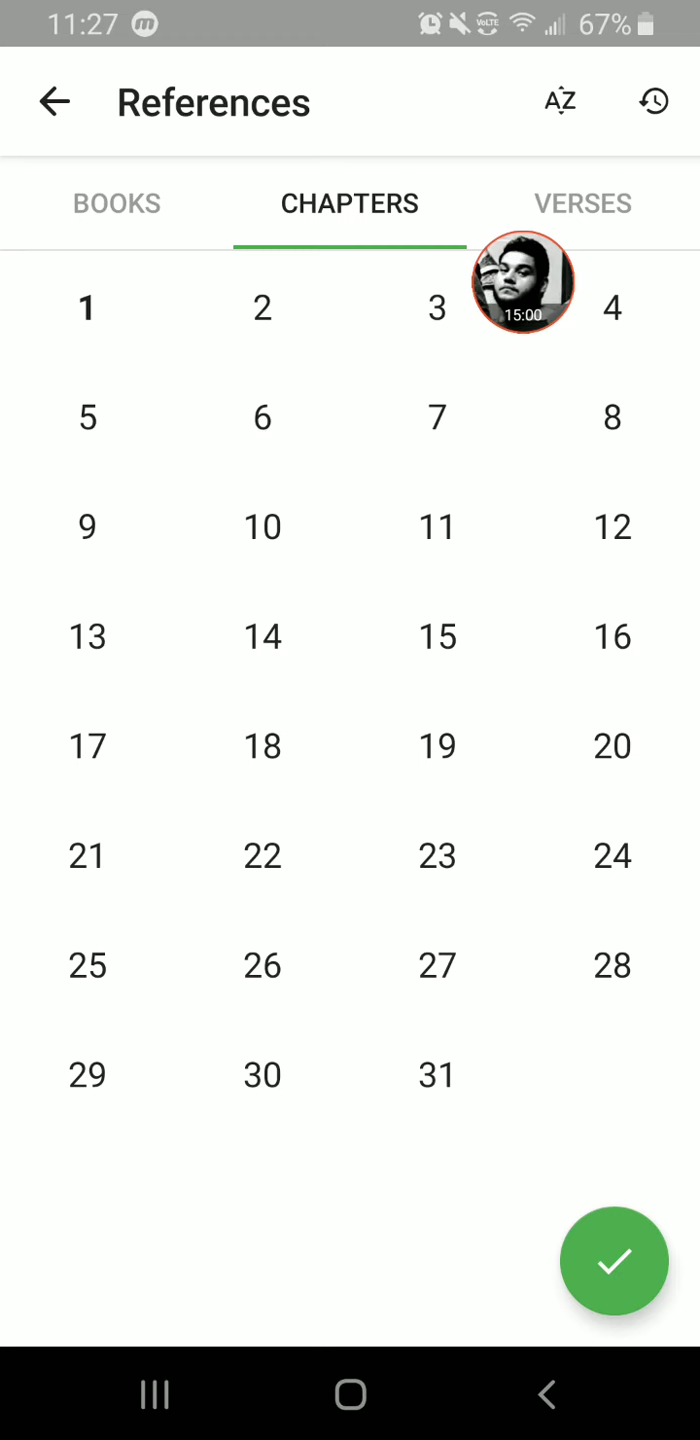 11:27 m VoLTE 67%
References AZ
BOOKS CHAPTERS VERSES
1 2 3 15:00 4
5 6 7 8
9 10 11 12
13 14 15 16
17 18 19 20
21 22 23 24
25 26 27 28
29 30 31